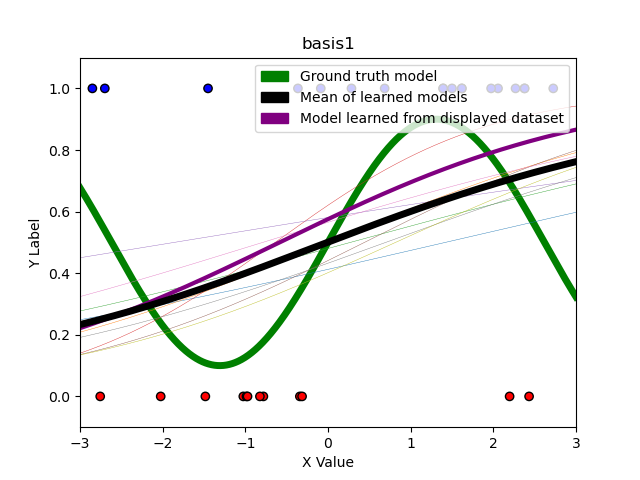 basis1
Ground truth model
Mean of learned models
Model learned from displayed dataset
Y Label
1.0
0.8
0.6
0.4
0.2
0.0
−3 −2 −1 0 1 2 3
X Value